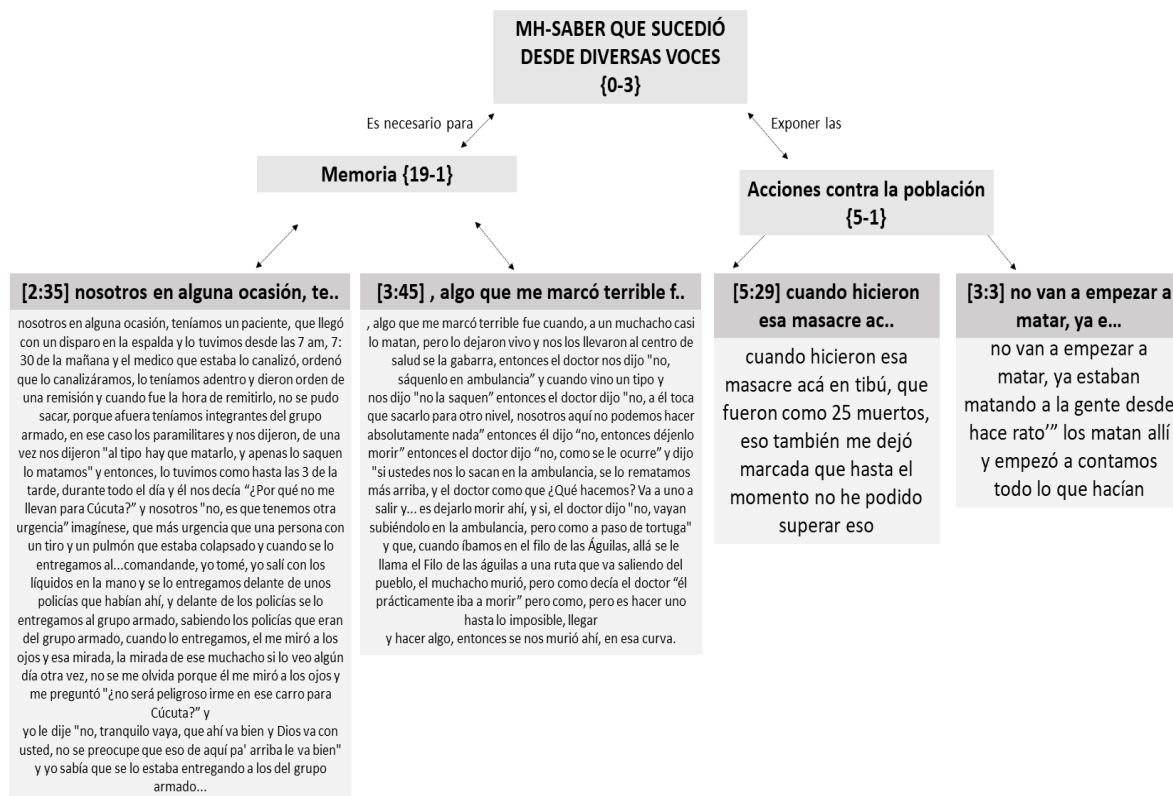 MH-SABER QUE SUCEDIÓ
DESDE DIVERSAS VOCES
{0-3}
Es necesario para
Exponer las
Memoria {19-1}
Acciones contra la población
{5-1}
[2:35] nosotros en alguna ocasión, te..
nosotros en alguna ocasión, teníamos un paciente, que llegó
con un disparo en la espalda y lo tuvimos desde las 7 am, 7:
30 de la mañana y el medico que estaba lo canalizó, ordenó
que lo canalizáramos, lo teníamos adentro y dieron orden de
una remisión y cuando fue la hora de remitirlo, no se pudo
sacar, porque afuera teníamos integrantes del grupo
armado, en ese caso los paramilitares y nos dijeron, de una
vez nos dijeron "al tipo hay que matarlo, y apenas lo saquen
lo matamos" y entonces, lo tuvimos como hasta las 3 de la
tarde, durante todo el día y él nos decía "¿Por qué no me
llevan para Cúcuta?" y nosotros "no, es que tenemos otra
urgencia" imagínese, que más urgencia que una persona con
un tiro y un pulmón que estaba colapsado y cuando se lo
entregamos al...comandante, yo tomé, yo salí con los
líquidos en la mano y se lo entregamos delante de unos
policías que habían ahí, y delante de los policías se lo
entregamos al grupo armado, sabiendo los policías que eran
del grupo armado, cuando lo entregamos, el me miró a los
ojos y esa mirada, la mirada de ese muchacho si lo veo algún
día otra vez, no se me olvida porque él me miró a los ojos y
me preguntó "¿no será peligroso irme en ese carro para
Cúcuta?" y
yo le dije "no, tranquilo vaya, que ahí va bien y Dios va con
usted, no se preocupe que eso de aquí pa' arriba le va bien"
y yo sabía que se lo estaba entregando a los del grupo
armado...
[3:45] , algo que me marcó terrible f..
, algo que me marcó terrible fue cuando, a un muchacho casi
lo matan, pero lo dejaron vivo y nos los llevaron al centro de
salud se la gabarra, entonces el doctor nos dijo "no,
sáquenlo en ambulancia" y cuando vino un tipo y
nos dijo "no la saquen" entonces el doctor dijo "no, a él toca
que sacarlo para otro nivel, nosotros aquí no podemos hacer
absolutamente nada" entonces él dijo "no, entonces déjenlo
morir" entonces el doctor dijo "no, como se le ocurre" y dijo
"si ustedes nos lo sacan en la ambulancia, se lo rematamos
más arriba, y el doctor como que ¿Qué hacemos? Va a uno a
salir y... es dejarlo morir ahí, y si, el doctor dijo "no, vayan
subiéndolo en la ambulancia, pero como a paso de tortuga"
y que, cuando íbamos en el filo de las Águilas, allá se le
llama el Filo de las águilas a una ruta que va saliendo del
pueblo, el muchacho murió, pero como decía el doctor "él
prácticamente iba a morir" pero como, pero es hacer uno
hasta lo imposible, llegar
y hacer algo, entonces se nos murió ahí, en esa curva.
[5:29] cuando hicieron
esa masacre ac..
cuando hicieron esa
masacre acá en tibú, que
fueron como 25 muertos,
eso también me dejó
marcada que hasta el
momento no he podido
superar eso
[3:3] no van a empezar a
matar, ya e...
no van a empezar a
matar, ya estaban
matando a la gente desde
hace rato'" los matan allí
y empezó a contamos
todo lo que hacían